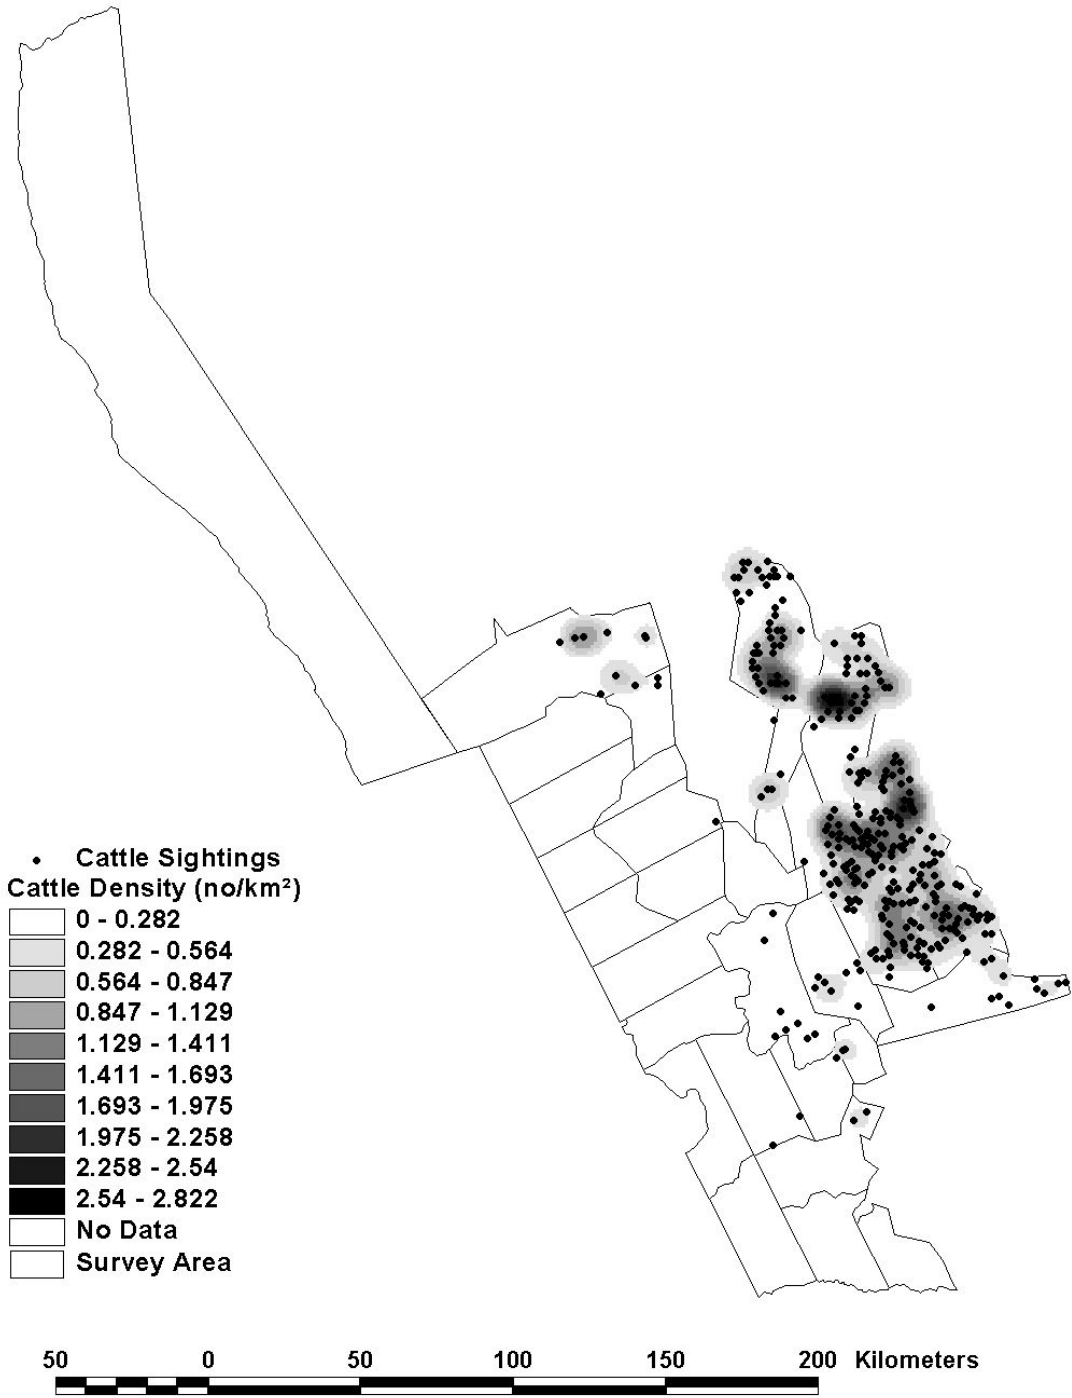 Cattle Sightings
Cattle Density (no/km²)
0 - 0.282
0.282 - 0.564
0.564 - 0.847
0.847 - 1.129
1.129 - 1.411
1.411 - 1.693
1.693 - 1.975
1.975 - 2.258
2.258 - 2.54
2.54 - 2.822
No Data
Survey Area
50 0 50 100 150 200 Kilometers